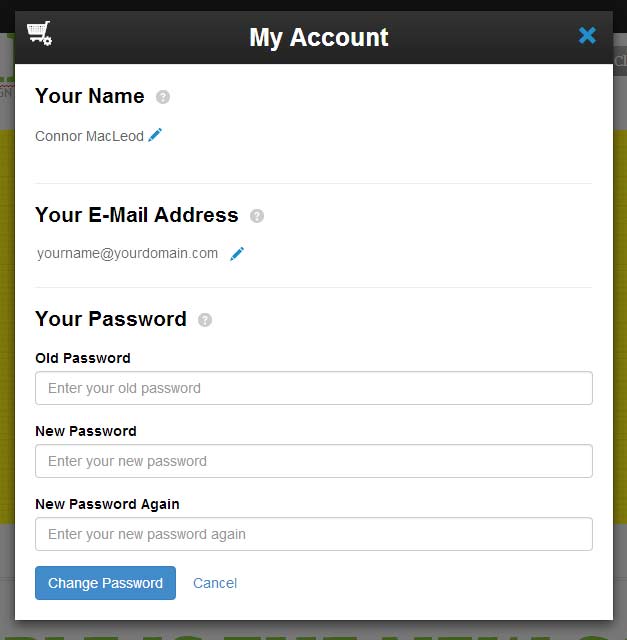 My Account
Your Name
Connor MacLeod
Your E-Mail Address
yourname@yourdomain.com
Your Password
Old Password
Enter your old password
New Password
Enter your new password
New Password Again
Enter your new password again
Change Password Cancel